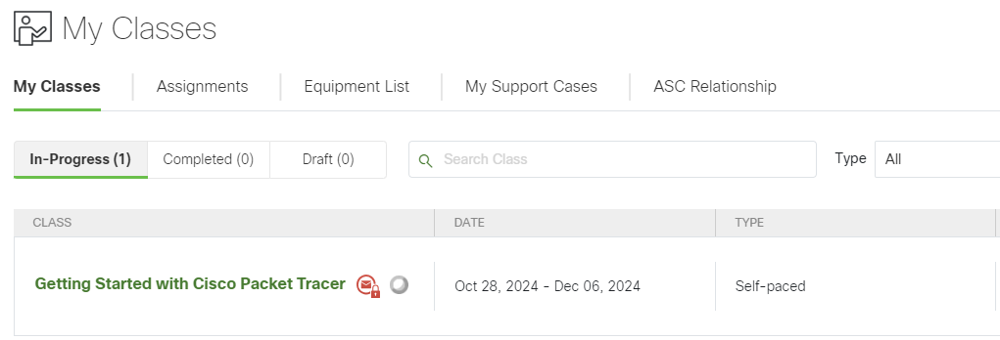 My Classes
My Classes
Assignments
Equipment List
My Support Cases
ASC Relationship
In-Progress (1)
Completed (0)
Draft (0)
Search Class
Type
All
CLASS
DATE
TYPE
Getting Started with Cisco Packet Tracer
Oct 28, 2024 - Dec 06, 2024
Self-paced